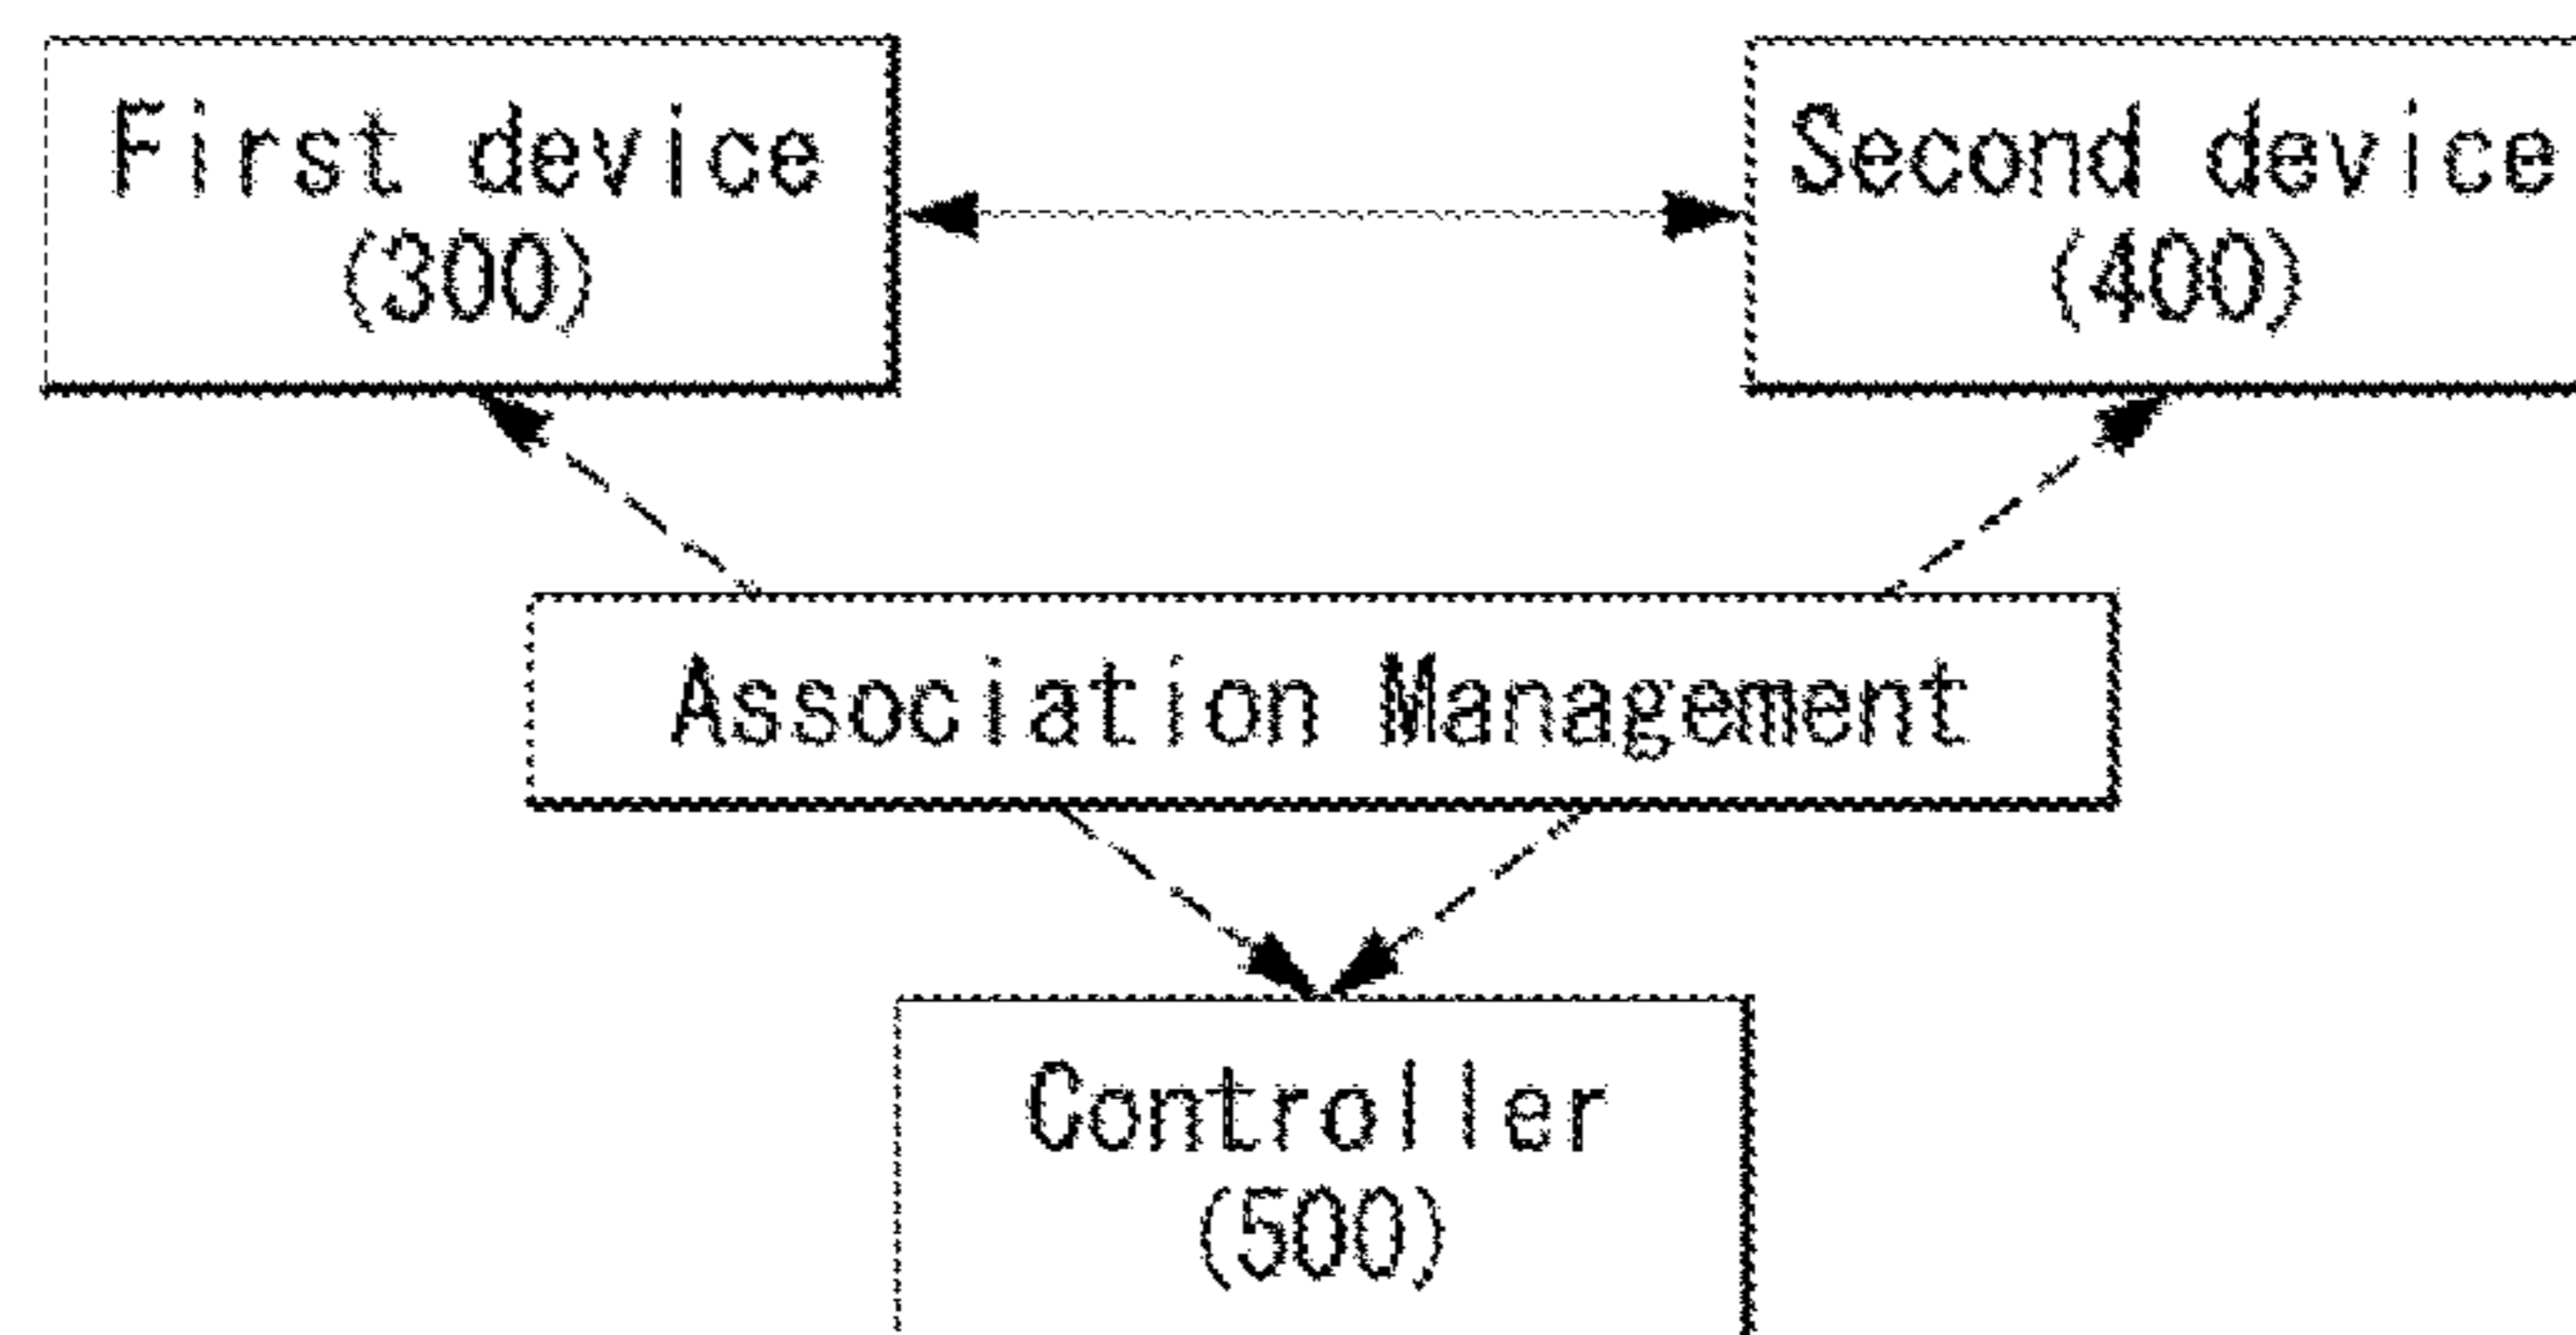 First device
(300)
Second device
(400)
Association Management
Controller
(500)